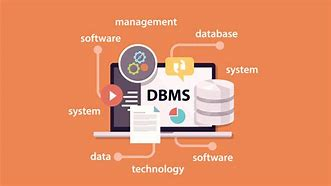 management
software
database
system
DBMS
system
data
software
technology